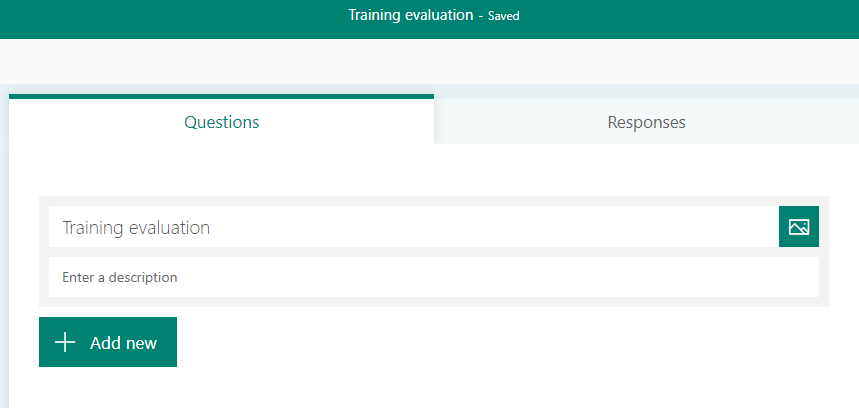 Training evaluation - Saved
Questions
Responses
Training evaluation
Enter a description
Add new